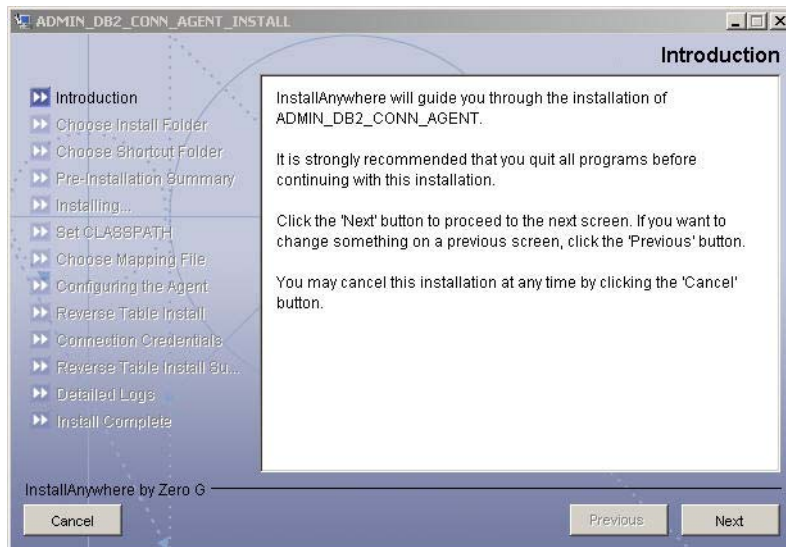 ADMIN_DB2_CONN_AGENT_INSTALL
Introduction
Introduction
Choose Install Folder
Choose Shortcut Folder
Pre-Installation Summary
Installing...
Set CLASSPATH
Choose Mapping File
Configuring the Agent
Reverse Table Install
Connection Credentials
Reverse Table Install Su...
Detailed Logs
Install Complete
InstallAnywhere will guide you through the installation of
ADMIN_DB2_CONN_AGENT.
It is strongly recommended that you quit all programs before
continuing with this installation.
Click the 'Next' button to proceed to the next screen. If you want to
change something on a previous screen, click the 'Previous' button.
You may cancel this installation at any time by clicking the 'Cancel'
button.
InstallAnywhere by Zero G
Cancel
Previous
Next